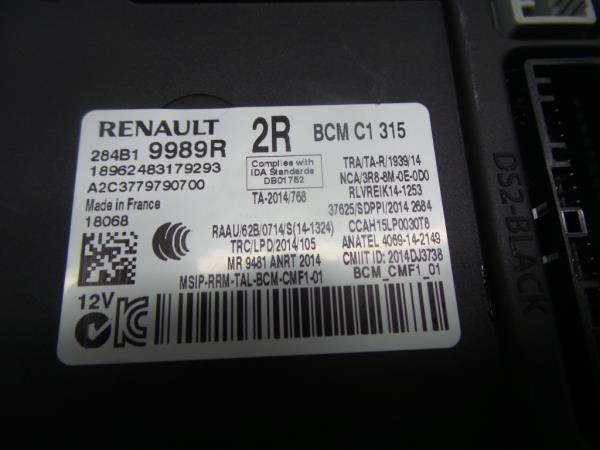 RENAULT 2R BCM C1 315
284B1 9989R
18962483179293
A2C3779790700
Made in France
18068
Complies with
IDA Standards
DB01752
TA-2014/768
TRA/TA-R/1939/14
NCA/3R8-8M-0E-0D0
RLVREIK14-1253
37625/SDPPI/2014 2684
RAAU/62B/0714/S(14-1324) CCAH15LP0030T8
TRC/LPD/2014/105 ANATEL 4069-14-2149
MR 9481 ANRT 2014 CMIIT ID: 2014DJ3738
MSIP-RRM-TAL-BCM-CMF1-01 BCM_CMF1_01
12V
DS2-BLACK